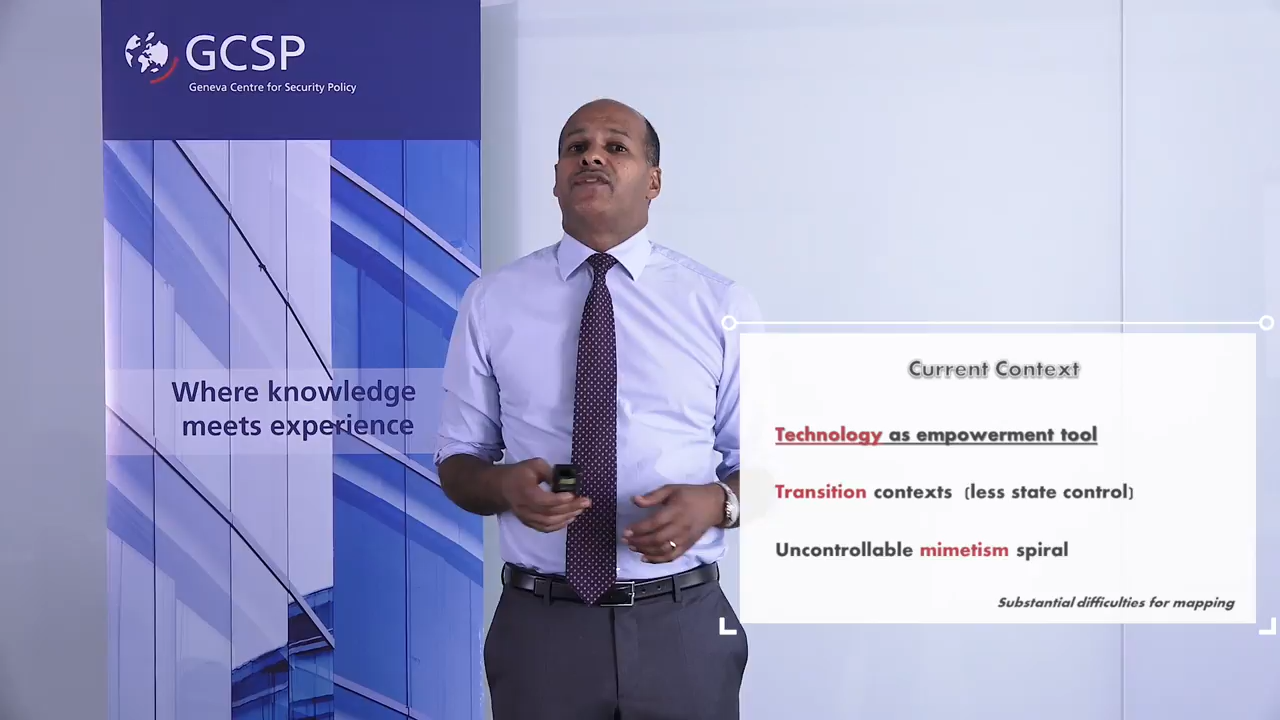 GCSP
Geneva Centre for Security Policy
Where knowledge
meets experience
Current Context
Technology as empowerment tool
Transition contexts (less state control)
Uncontrollable mimetism spiral
Substantial difficulties for mapping